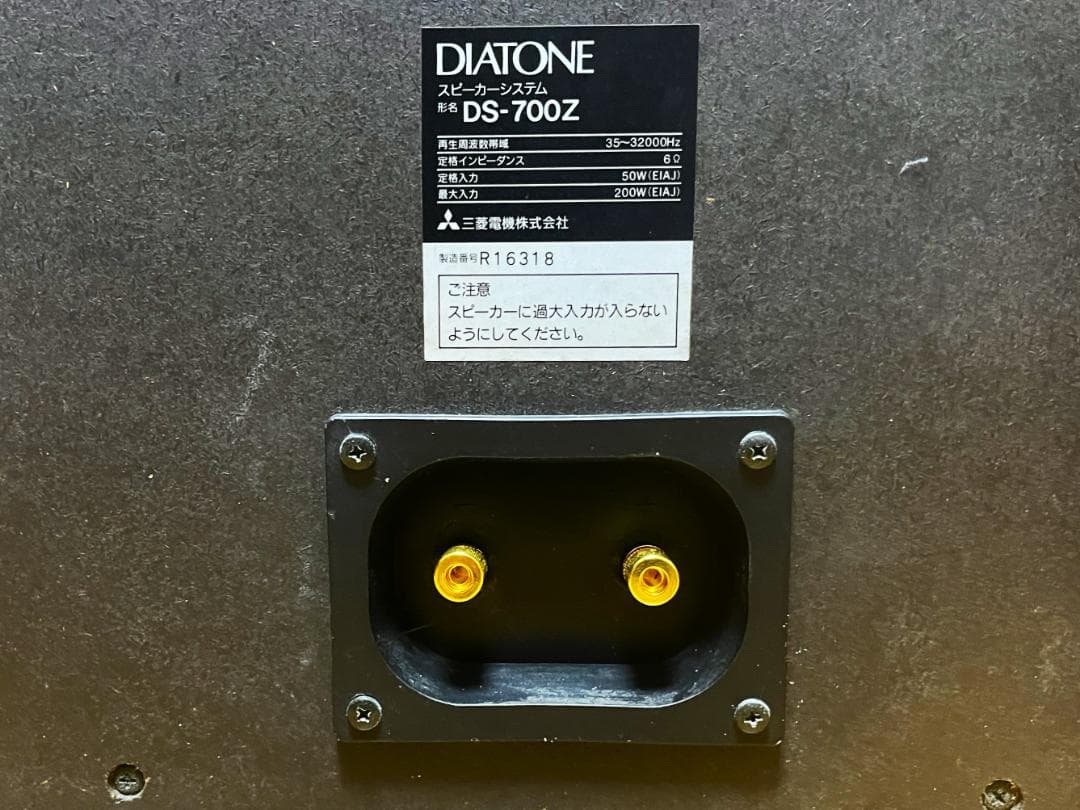 DIATONE
スピーカーシステム
形名 DS-700Z
再生周波数帯域 35~32000Hz
定格インピーダンス 6Ω
定格入力 50W(EIAJ)
最大入力 200W(EIAJ)
三菱電機株式会社
製造番号 R16318
ご注意
スピーカーに過大入力が入らない
ようにしてください。